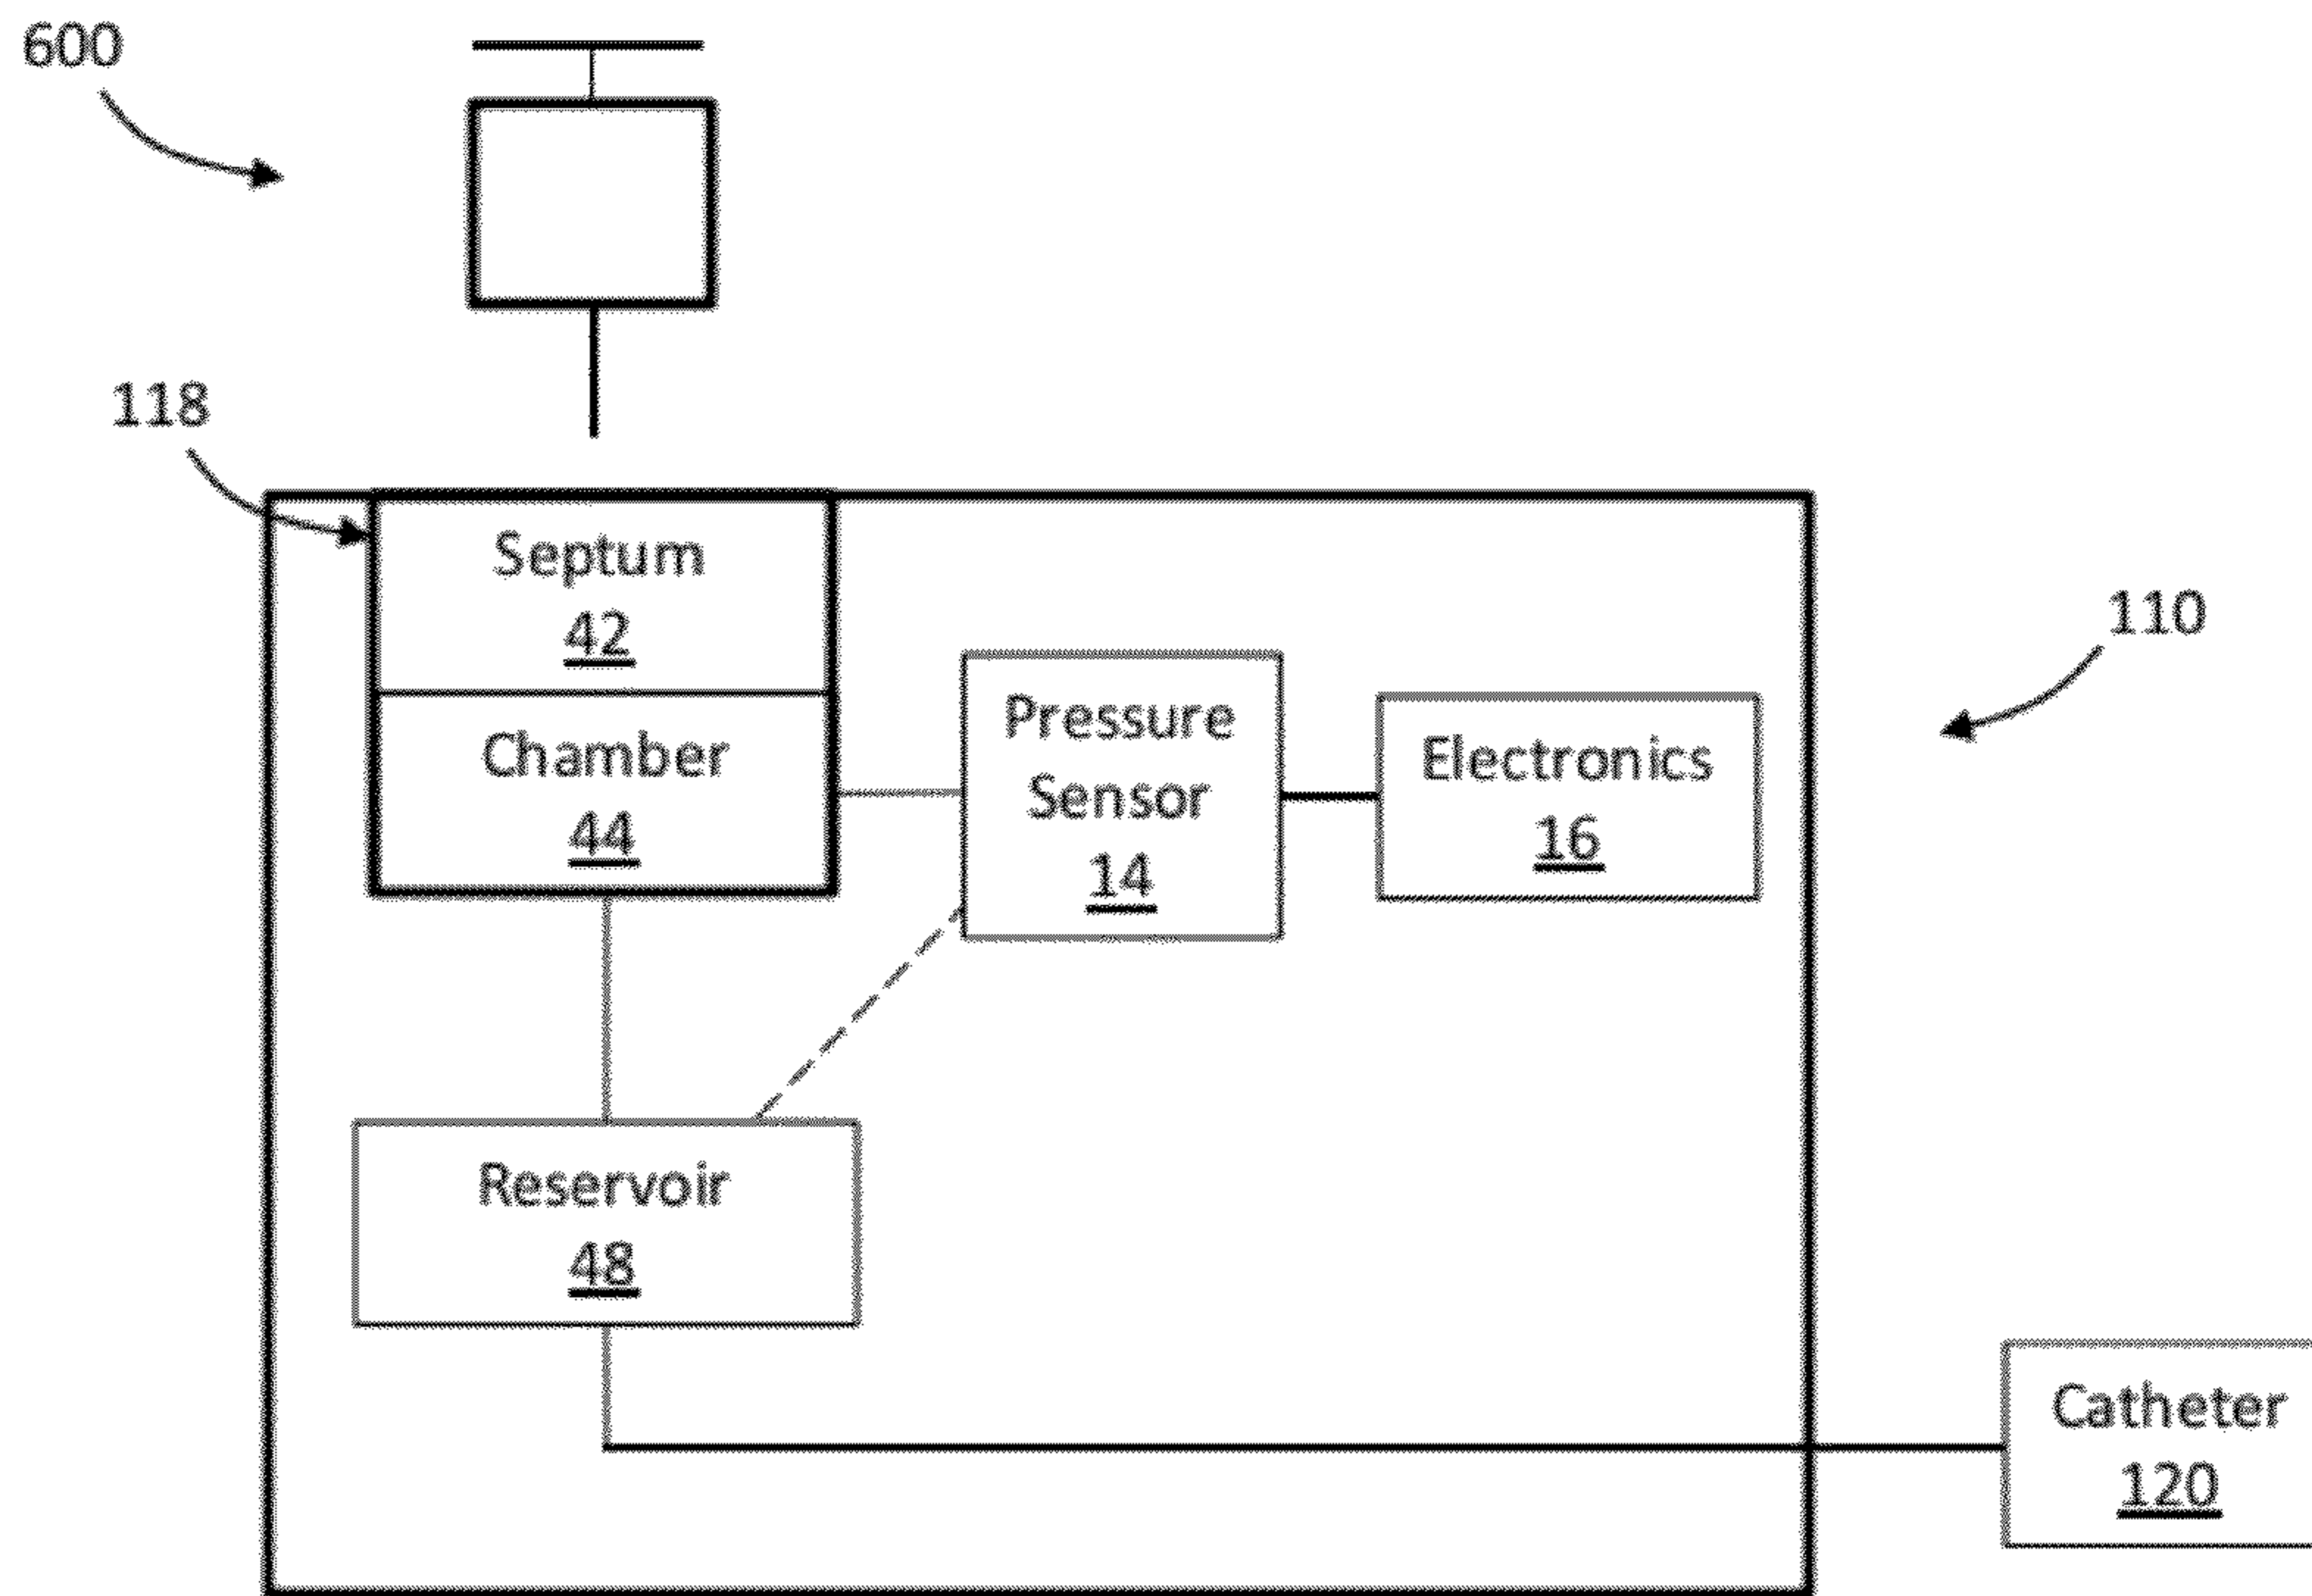 600
118
Septum
42
Chamber
44
Pressure
Sensor
14
Electronics
16
110
Reservoir
48
Catheter
120